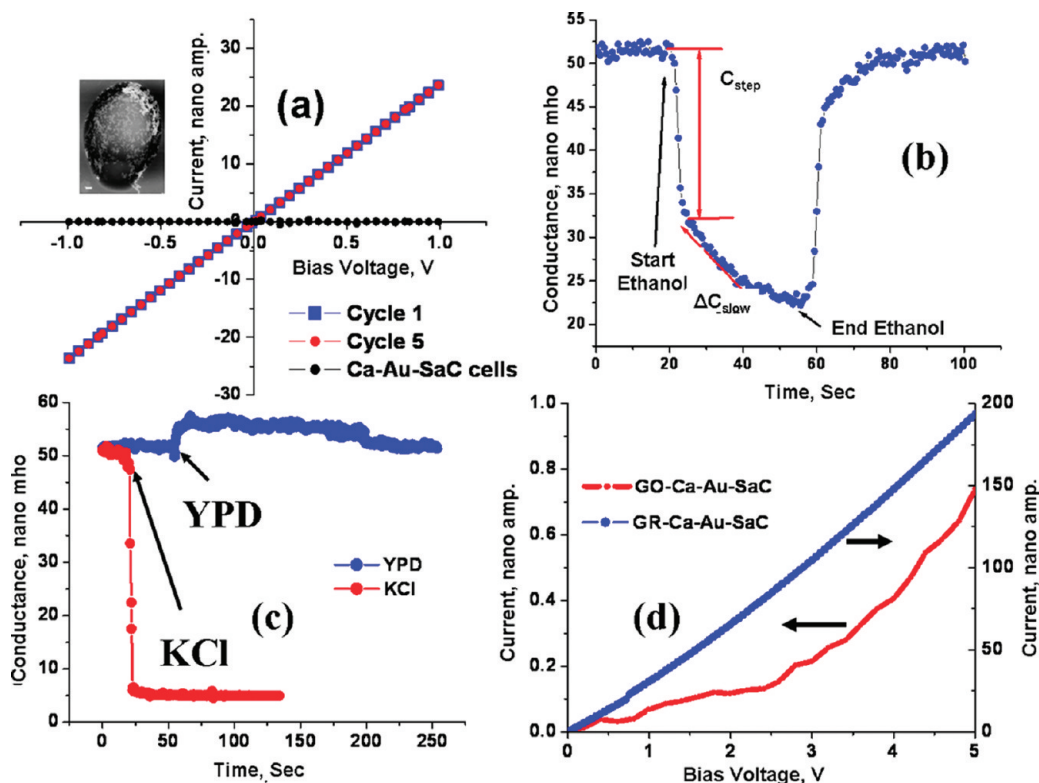 (a)
Current, nano amp.
30
20
10
0
-10
-20
-30
-1.0
-0.5
0.0
0.5
1.0
Bias Voltage, V
Cycle 1
Cycle 5
Ca-Au-SaC cells
(b)
Conductance, nano mho
55
50
45
40
35
30
25
20
C step
Start
Ethanol
ΔC slow
End Ethanol
0
20
40
60
80
100
Time, Sec
(c)
Conductance, nano mho
60
50
40
30
20
10
0
YPD
KCl
YPD
KCl
0
50
100
150
200
250
Time, Sec
(d)
Current, nano amp.
1.0
0.8
0.6
0.4
0.2
0.0
GO-Ca-Au-SaC
GR-Ca-Au-SaC
200
150
100
50
0
Current, nano amp.
0
1
2
3
4
5
Bias Voltage, V